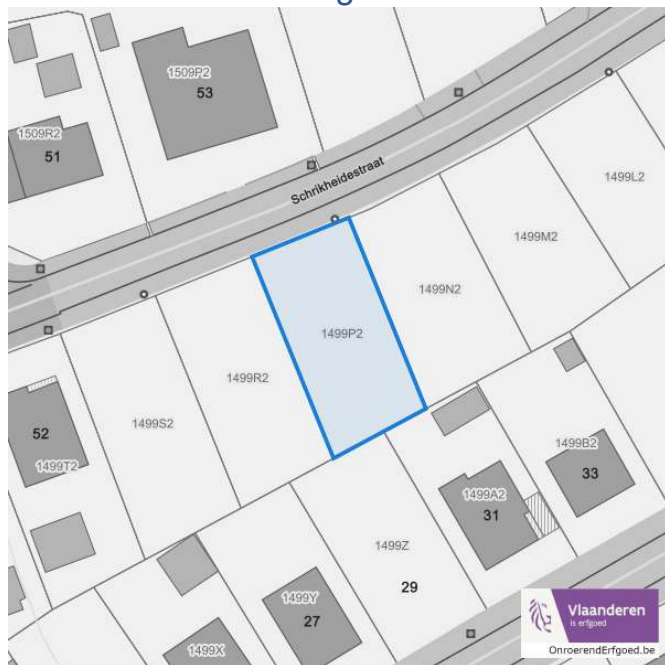 1509P2
53
1509R2
51
Schrikheidestraat
1499L2
1499M2
1499N2
1499P2
1499R2
1499S2
52
1499T2
1499B2
33
1499A2
31
1499Z
29
1499Y
27
1499X
Vlaanderen
is erfgoed
OnroerendErfgoed.be